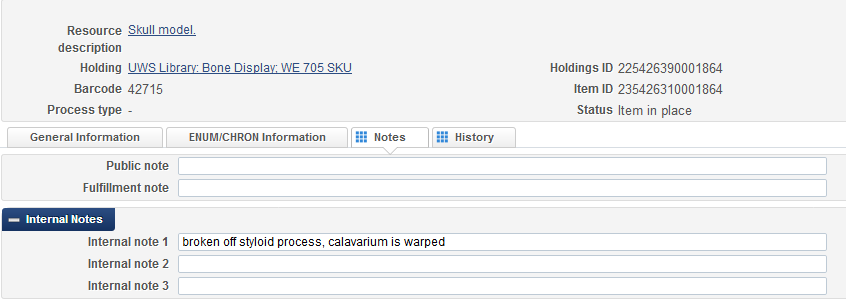 Resource description Skull model.
Holding UWS Library: Bone Display; WE 705 SKU Holdings ID 225426390001864
Barcode 42715 Item ID 235426310001864
Process type - Status Item in place
General Information ENUM/CHRON Information Notes History
Public note
Fulfillment note
Internal Notes
Internal note 1 broken off styloid process, calavarium is warped
Internal note 2
Internal note 3